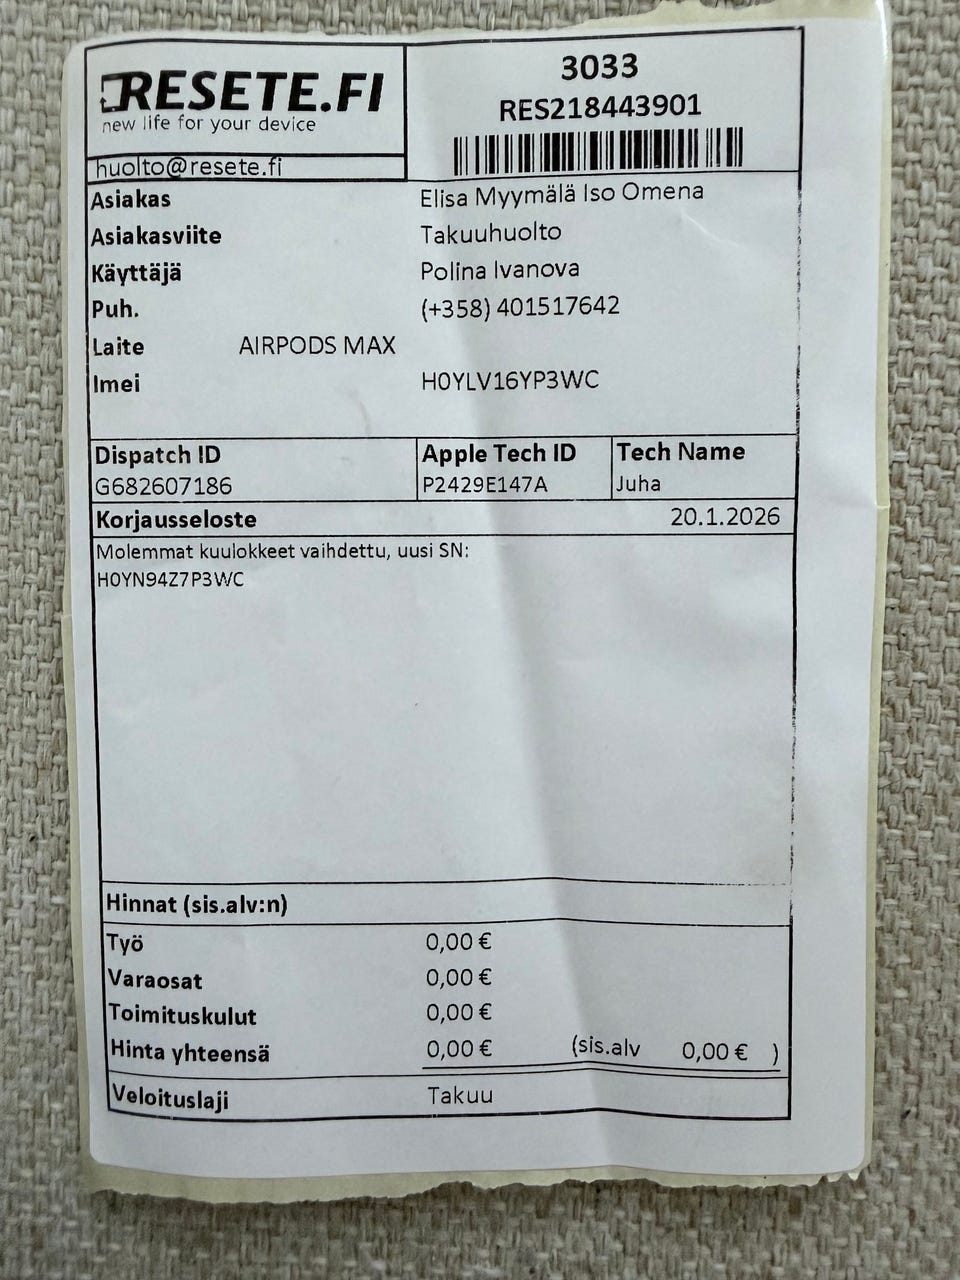 RESETE.FI
new life for your device
huolto@resete.fi
3033
RES218443901
Asiakas Elisa Myymälä Iso Omena
Asiakasviite Takuuhuolto
Käyttäjä Polina Ivanova
Puh. (+358) 401517642
Laite AIRPODS MAX
Imei H0YLV16YP3WC
Dispatch ID Apple Tech ID Tech Name
G682607186 P2429E147A Juha
Korjausseloste 20.1.2026
Molemmat kuulokkeet vaihdettu, uusi SN:
H0YN94Z7P3WC
Hinnat (sis.alv:n)
Työ 0,00 €
Varaosat 0,00 €
Toimituskulut 0,00 €
Hinta yhteensä 0,00 € (sis.alv 0,00 € )
Veloituslaji Takuu